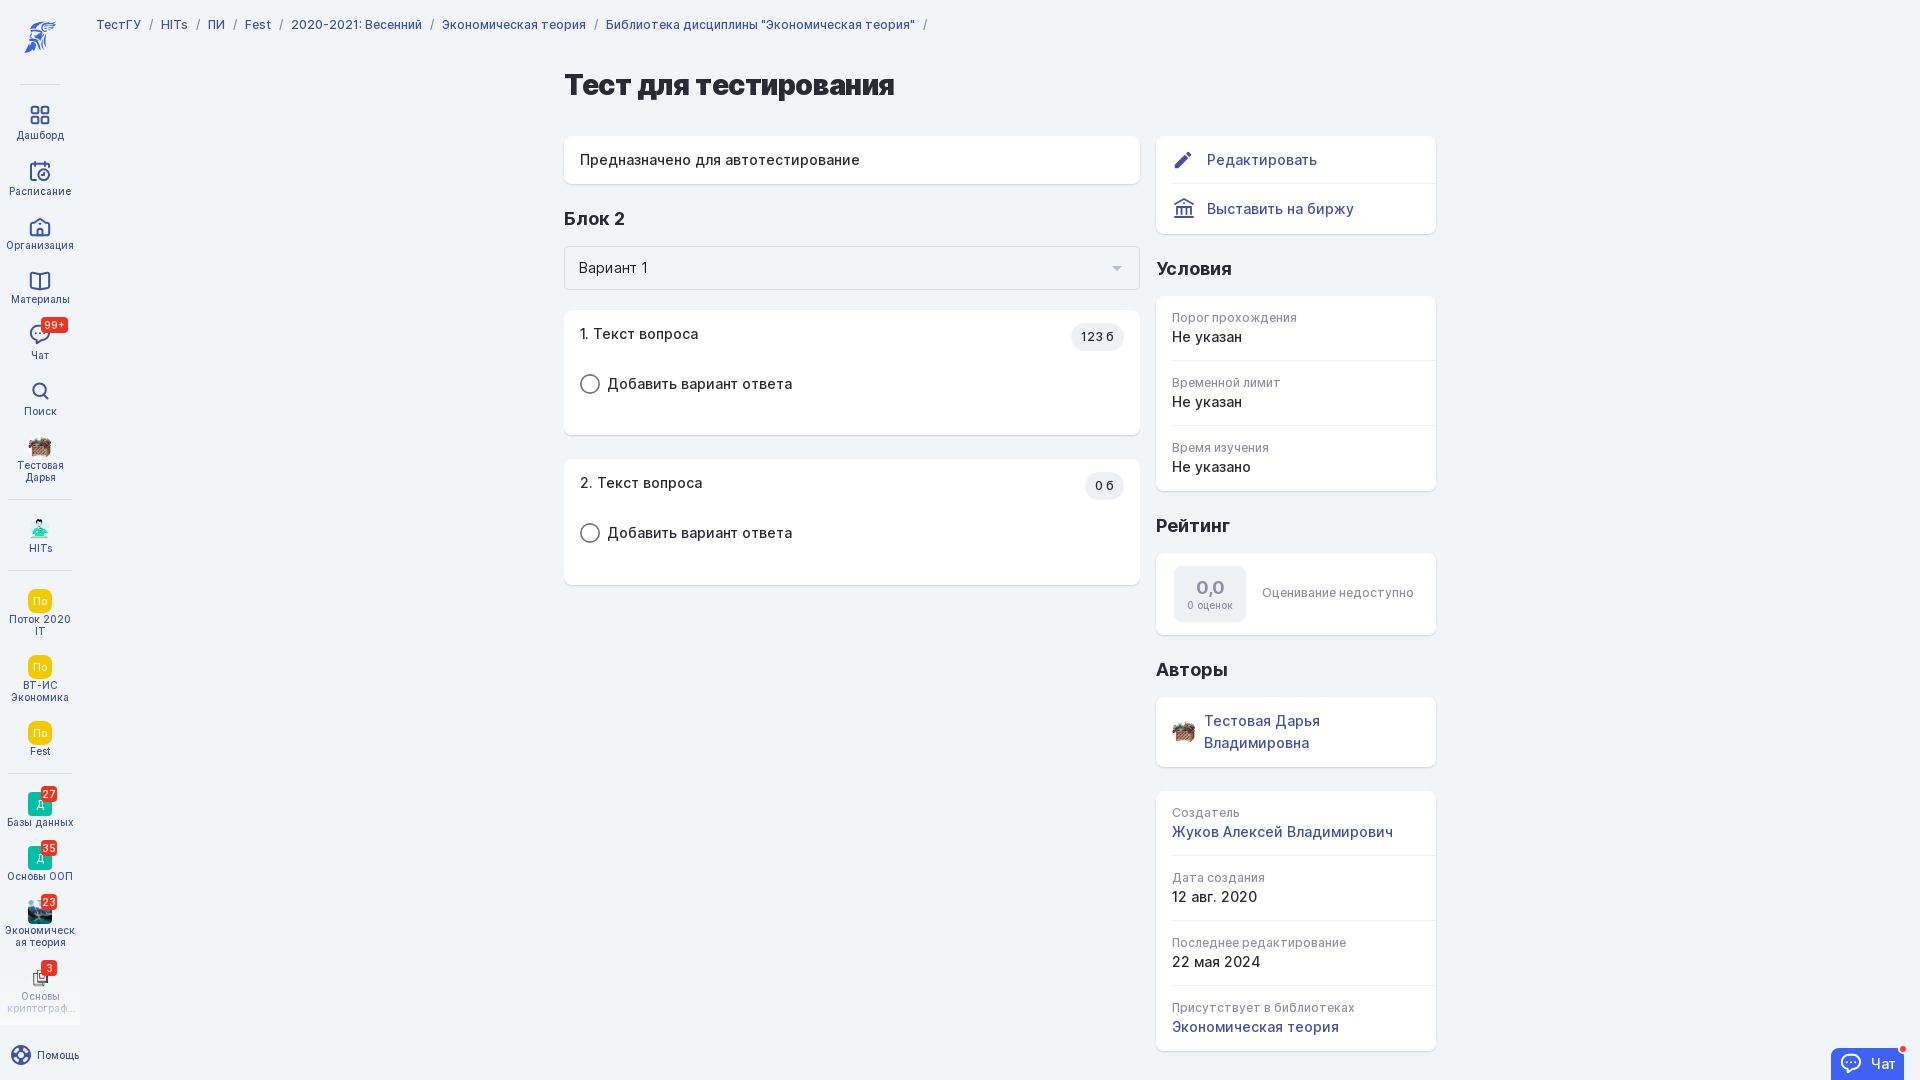 ТестГУ / HITs / ПИ / Fest / 2020-2021: Весенний / Экономическая теория / Библиотека дисциплины "Экономическая теория" /
Дашборд
Расписание
Организация
Материалы
99+
Чат
Поиск
Тестовая
Дарья
HITs
По
Поток 2020
IT
По
ВТ-ИС
Экономика
По
Fest
27
Д
Базы данных
35
Д
Основы ООП
23
Экономическ
ая теория
3
Основы
криптограф...
Помощь
Тест для тестирования
Предназначено для автотестирование
Блок 2
Вариант 1
1. Текст вопроса
123 б
Добавить вариант ответа
2. Текст вопроса
0 б
Добавить вариант ответа
Редактировать
Выставить на биржу
Условия
Порог прохождения
Не указан
Временной лимит
Не указан
Время изучения
Не указано
Рейтинг
0,0
0 оценок
Оценивание недоступно
Авторы
Тестовая Дарья
Владимировна
Создатель
Жуков Алексей Владимирович
Дата создания
12 авг. 2020
Последнее редактирование
22 мая 2024
Присутствует в библиотеках
Экономическая теория
Чат